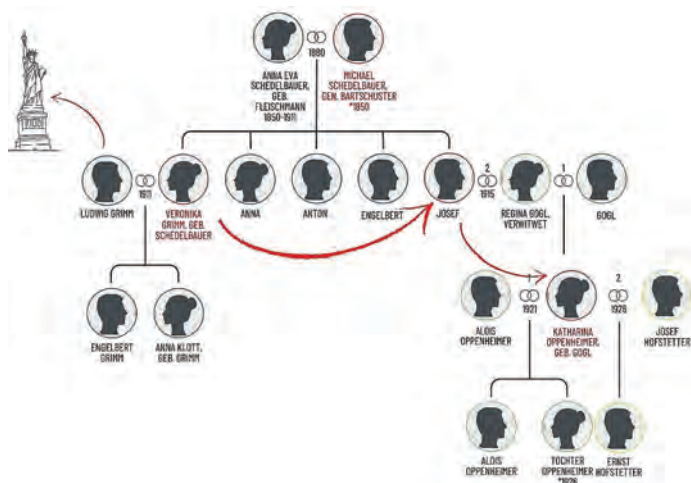 1880
ANNA EVA
SCHEDELBAUER,
GEB.
FLEISCHMANN
1850-1911
MICHAEL
SCHEDELBAUER,
GEN. BARTSCHUSTER
*1850
LUDWIG GRIMM
1911
VERONIKA
GRIMM, GEB.
SCHEDELBAUER
ANNA
ANTON
ENGELBERT
JOSEF
2
1915
REGINA GOGL,
VERWITWET
1
GOGL
ENGELBERT
GRIMM
ANNA KLOTT,
GEB. GRIMM
ALOIS
OPPENHEIMER
1
1921
KATHARINA
OPPENHEIMER,
GEB. GOGL
2
1926
JOSEF
HOFSTETTER
ALOIS
OPPENHEIMER
TOCHTER
OPPENHEIMER
*1926
ERNST
HOFSTETTER